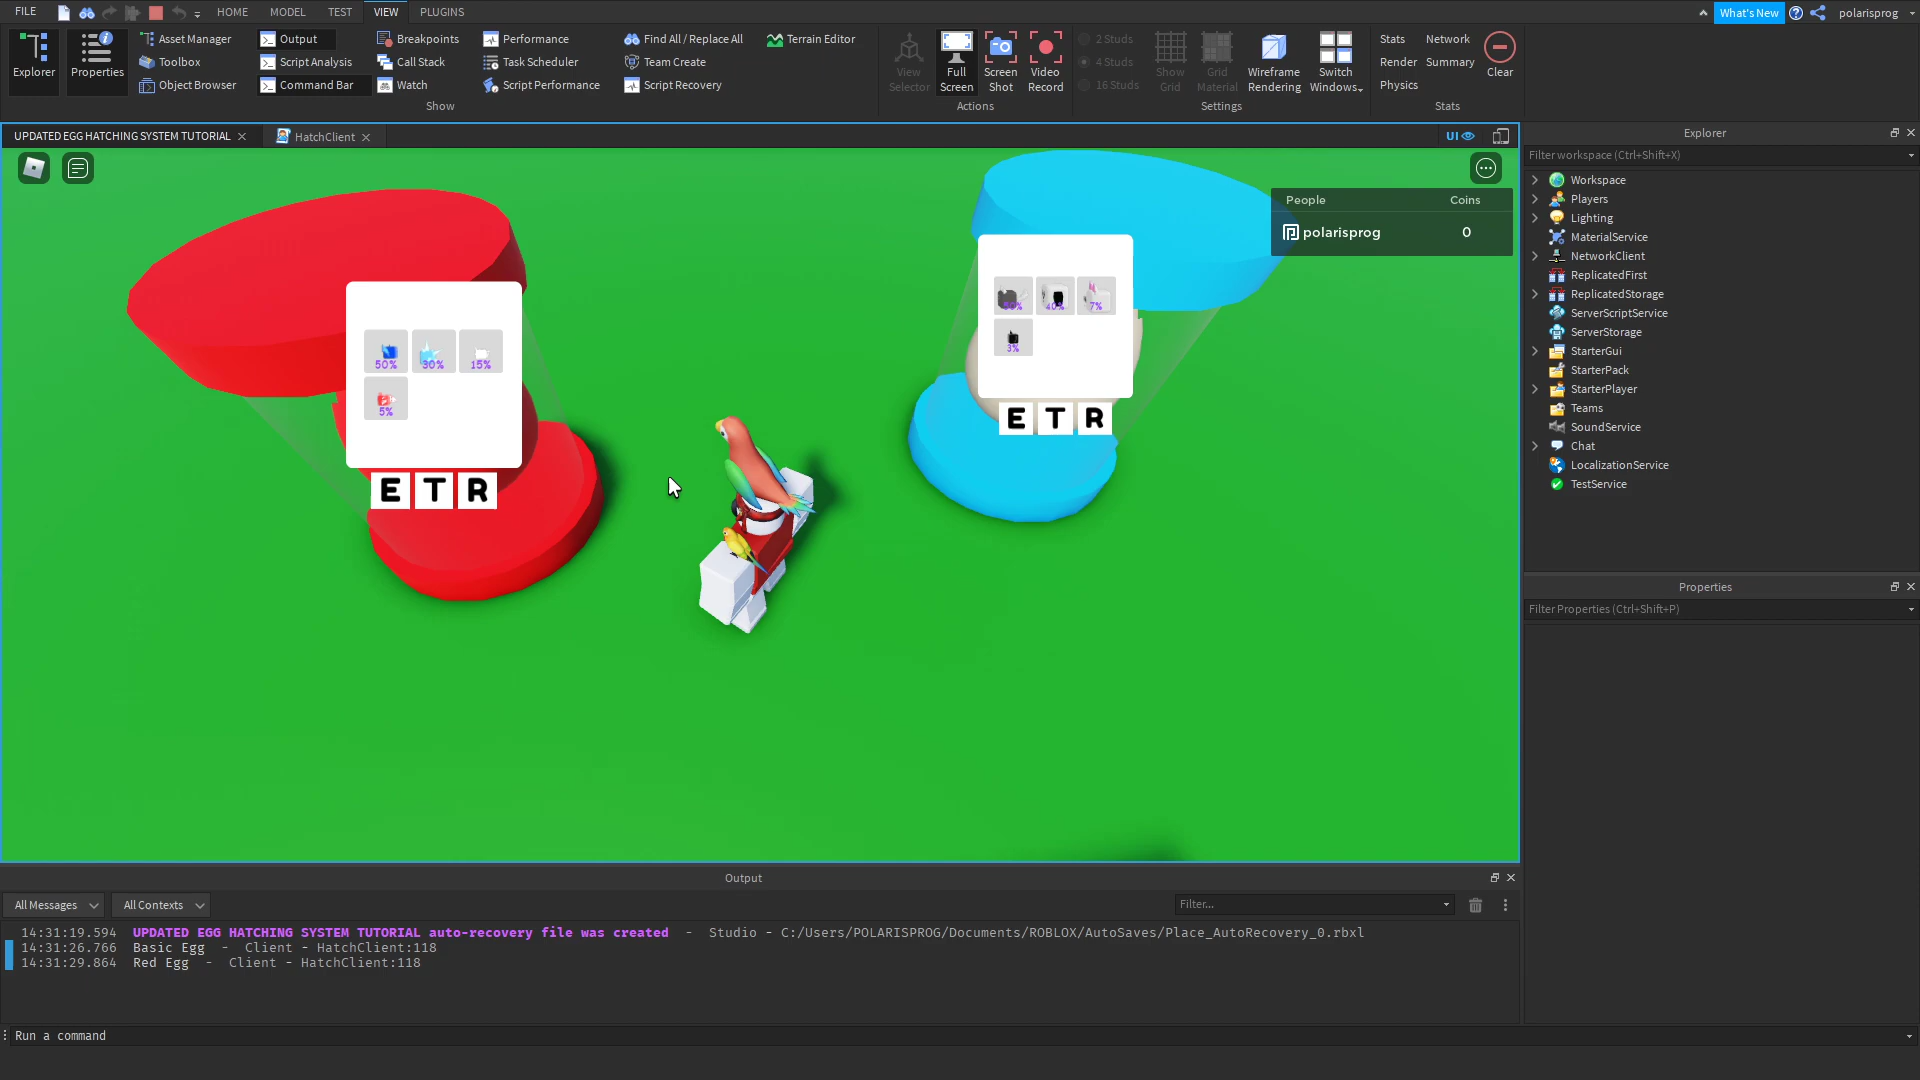 FILE HOME MODEL TEST VIEW PLUGINS What's New polarisprog
Explorer
Properties
Asset Manager
Toolbox
Object Browser
Output
Script Analysis
Command Bar
Breakpoints
Call Stack
Watch
Performance
Task Scheduler
Script Performance
Find All / Replace All
Team Create
Script Recovery
Terrain Editor
Show
View
Selector
Full
Screen
Screen
Shot
Video
Record
Actions
2 Studs
4 Studs
16 Studs
Show
Grid
Grid
Material
Wireframe
Rendering
Switch
Windows
Settings
Stats
Render
Physics
Network
Summary
Clear
Stats
UPDATED EGG HATCHING SYSTEM TUTORIAL
HatchClient
UI
People Coins
polarisprog 0
50% 30% 15%
5%
E T R
40% 7%
3%
E T R
Explorer
Filter workspace (Ctrl+Shift+X)
Workspace
Players
Lighting
MaterialService
NetworkClient
ReplicatedFirst
ReplicatedStorage
ServerScriptService
ServerStorage
StarterGui
StarterPack
StarterPlayer
Teams
SoundService
Chat
LocalizationService
TestService
Properties
Filter Properties (Ctrl+Shift+P)
Output
All Messages All Contexts Filter...
14:31:19.594 UPDATED EGG HATCHING SYSTEM TUTORIAL auto-recovery file was created - Studio - C:/Users/POLARISPROG/Documents/ROBLOX/AutoSaves/Place_AutoRecovery_0.rbxl
14:31:26.766 Basic Egg - Client - HatchClient:118
14:31:29.864 Red Egg - Client - HatchClient:118
Run a command